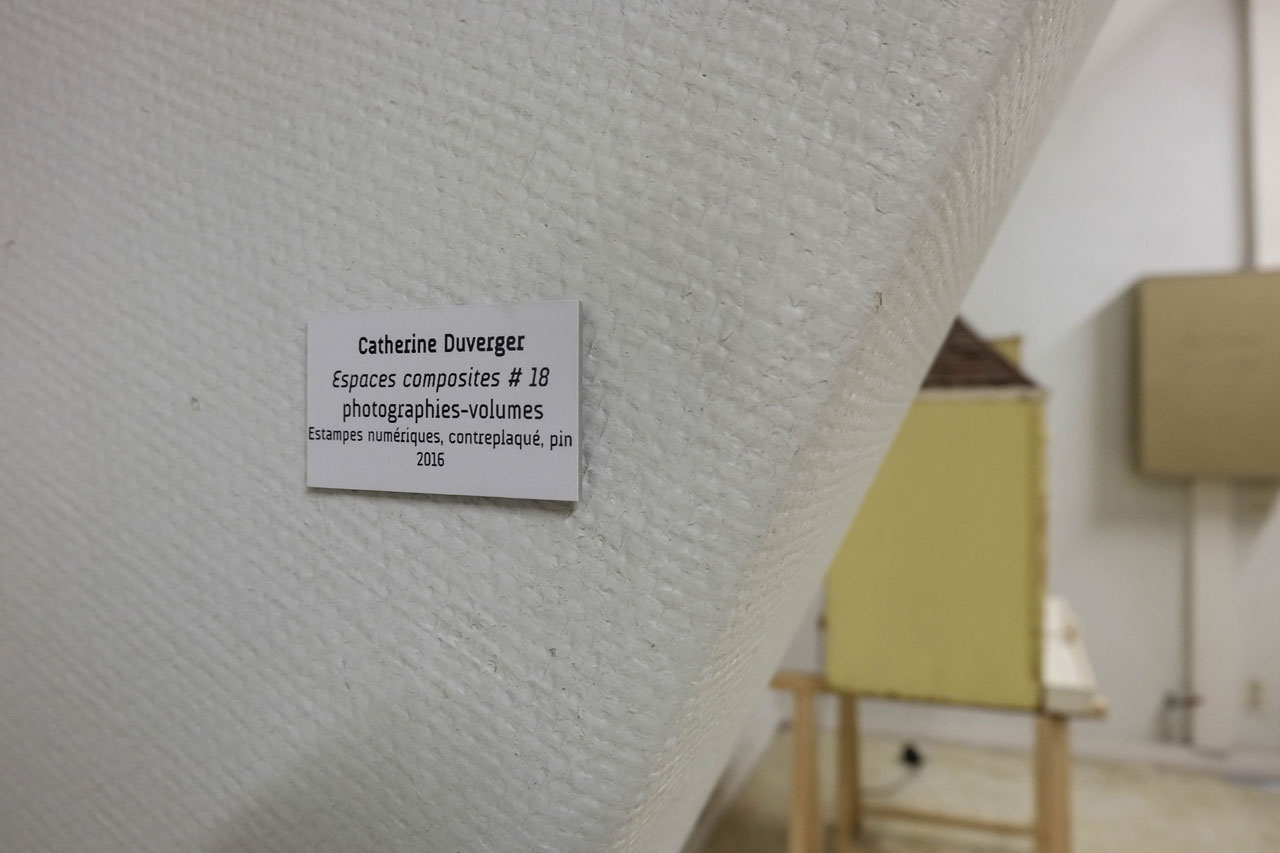 Catherine Duverger
Espaces composites # 18
photographies-volumes
Estampes numériques, contreplaqué, pin
2016